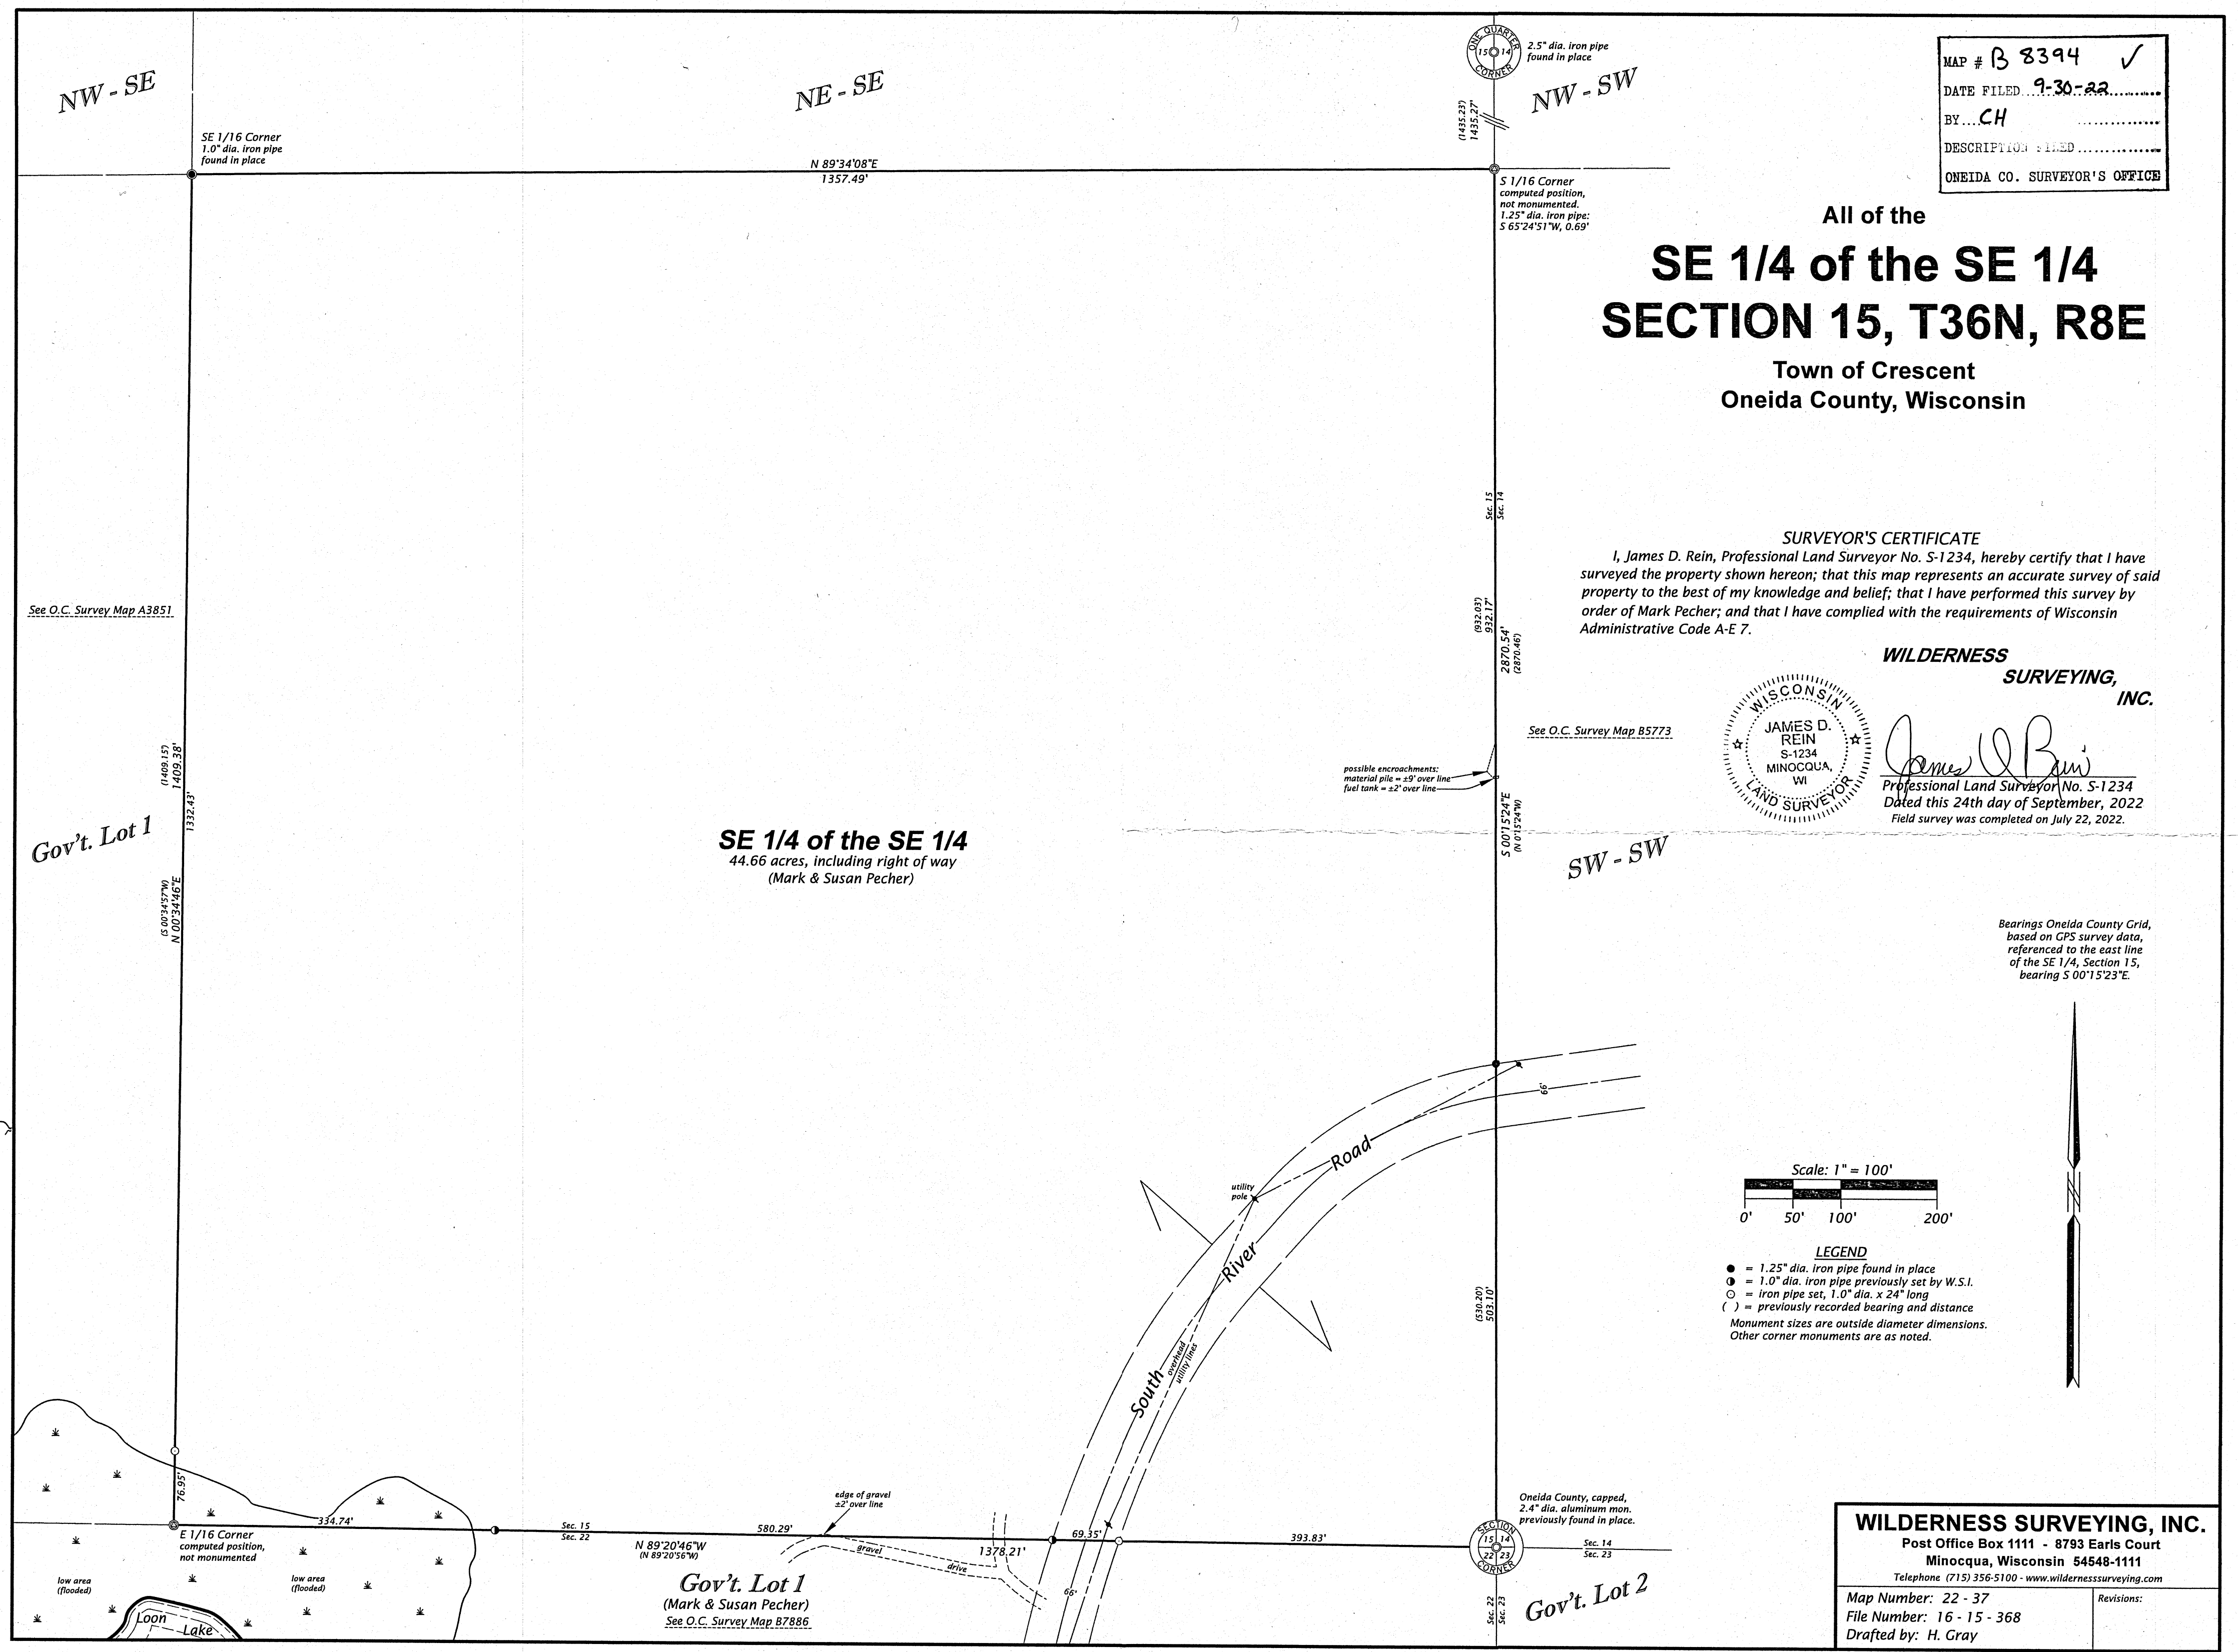 NW - SE
NE - SE
ONE QUARTER
15 14
CORNER
2.5" dia. iron pipe
found in place
NW - SW
MAP # B 8394 ✓
DATE FILED 9-30-22
BY CH
DESCRIPTION FILED
ONEIDA CO. SURVEYOR'S OFFICE
SE 1/16 Corner
1.0" dia. iron pipe
found in place
(1435.23')
1435.27'
N 89°34'08"E
1357.49'
S 1/16 Corner
computed position,
not monumented.
1.25" dia. iron pipe:
S 65°24'51"W, 0.69'
All of the
SE 1/4 of the SE 1/4
SECTION 15, T36N, R8E
Town of Crescent
Oneida County, Wisconsin
Sec. 15
Sec. 14
SURVEYOR'S CERTIFICATE
I, James D. Rein, Professional Land Surveyor No. S-1234, hereby certify that I have
surveyed the property shown hereon; that this map represents an accurate survey of said
property to the best of my knowledge and belief; that I have performed this survey by
order of Mark Pecher; and that I have complied with the requirements of Wisconsin
Administrative Code A-E 7.
See O.C. Survey Map A3851
(932.03')
932.17'
2870.54'
(2870.46')
WILDERNESS
SURVEYING,
INC.
WISCONSIN
JAMES D.
REIN
S-1234
MINOCQUA,
WI
LAND SURVEYOR
Professional Land Surveyor No. S-1234
Dated this 24th day of September, 2022
Field survey was completed on July 22, 2022.
See O.C. Survey Map B5773
possible encroachments:
material pile = ±9' over line
fuel tank = ±2' over line
(1409.15')
1409.38'
1332.43'
S 00°15'24"E
(N 0°15'24"W)
Gov't. Lot 1
SE 1/4 of the SE 1/4
44.66 acres, including right of way
(Mark & Susan Pecher)
SW - SW
(S 00°34'57"W)
N 00°34'46"E
Bearings Oneida County Grid,
based on GPS survey data,
referenced to the east line
of the SE 1/4, Section 15,
bearing S 00°15'23"E.
66'
South River Road
utility
pole
overhead
utility lines
(530.20')
503.10'
Scale: 1" = 100'
0' 50' 100' 200'
LEGEND
● = 1.25" dia. iron pipe found in place
◑ = 1.0" dia. iron pipe previously set by W.S.I.
⊙ = iron pipe set, 1.0" dia. x 24" long
( ) = previously recorded bearing and distance
Monument sizes are outside diameter dimensions.
Other corner monuments are as noted.
76.95'
334.74'
E 1/16 Corner
computed position,
not monumented
low area
(flooded)
low area
(flooded)
Loon
Lake
Sec. 15
Sec. 22
N 89°20'46"W
(N 89°20'56"W)
580.29'
edge of gravel
±2' over line
gravel drive
1378.21'
69.35'
66'
393.83'
Gov't. Lot 1
(Mark & Susan Pecher)
See O.C. Survey Map B7886
Oneida County, capped,
2.4" dia. aluminum mon.
previously found in place.
SECTION
15 14
22 23
CORNER
Sec. 14
Sec. 23
Sec. 22
Sec. 23
Gov't. Lot 2
WILDERNESS SURVEYING, INC.
Post Office Box 1111 - 8793 Earls Court
Minocqua, Wisconsin 54548-1111
Telephone (715) 356-5100 - www.wildernesssurveying.com
Map Number: 22 - 37
File Number: 16 - 15 - 368
Drafted by: H. Gray
Revisions: